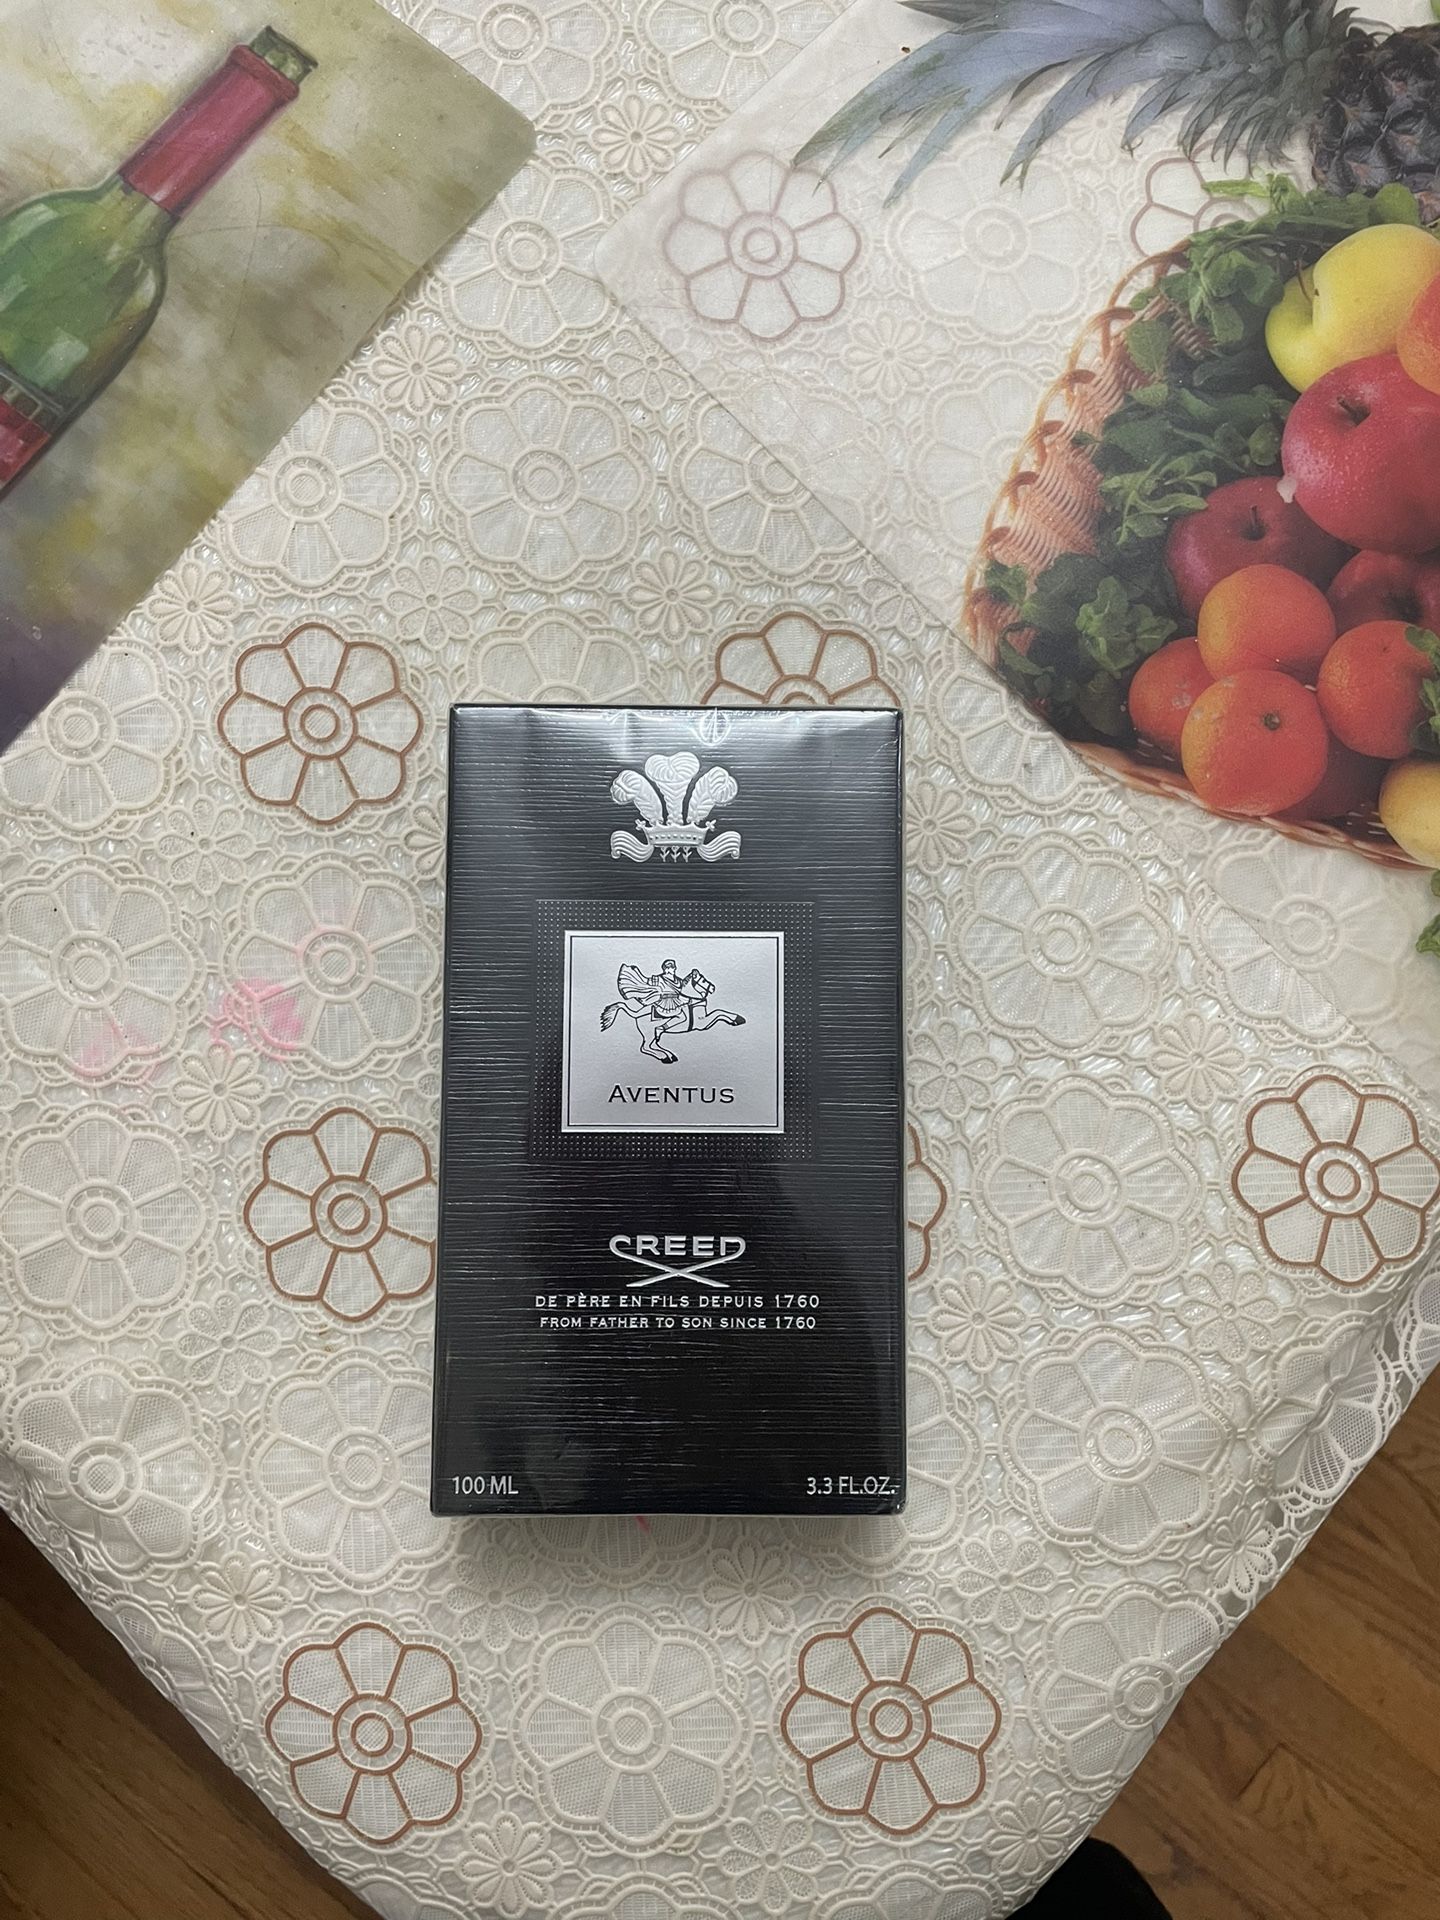 AVENTUS
CREED
DE PÈRE EN FILS DEPUIS 1760
FROM FATHER TO SON SINCE 1760
100 ML
3.3 FL.OZ.